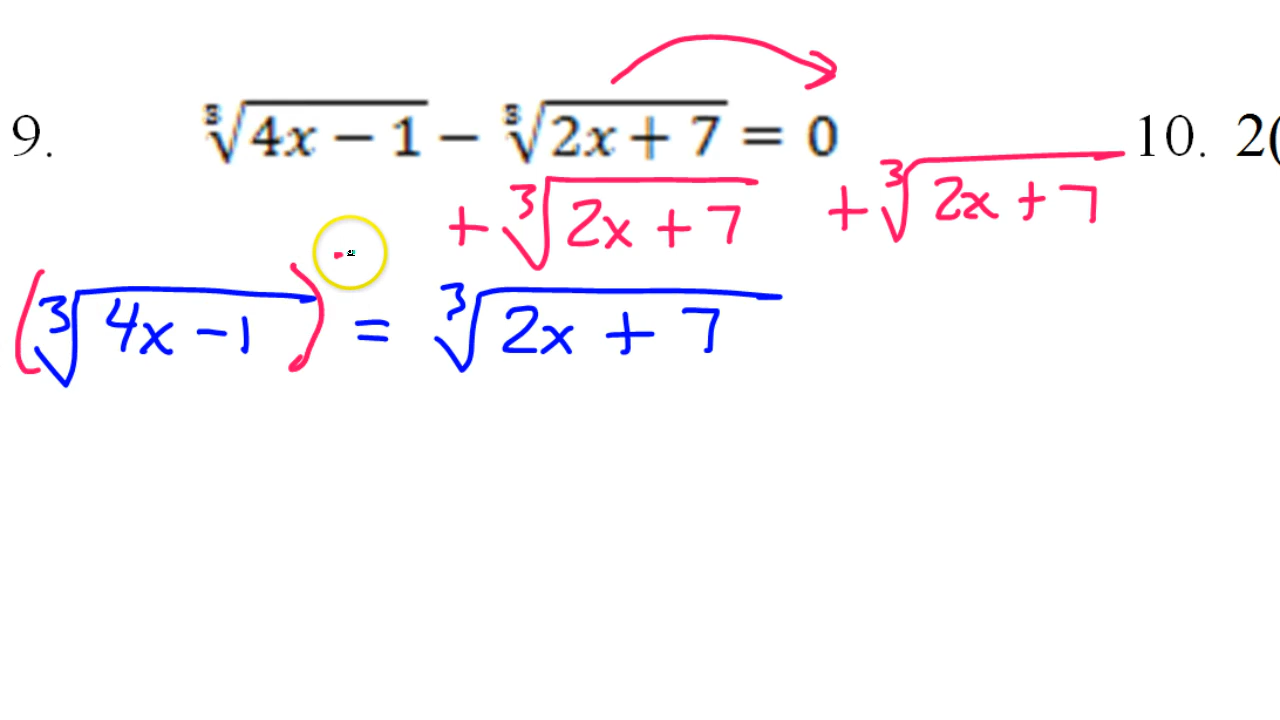 9. ∛(4x − 1) − ∛(2x + 7) = 0 10. 2(
+ ∛(2x + 7) + ∛(2x + 7)
(∛(4x − 1)) = ∛(2x + 7)